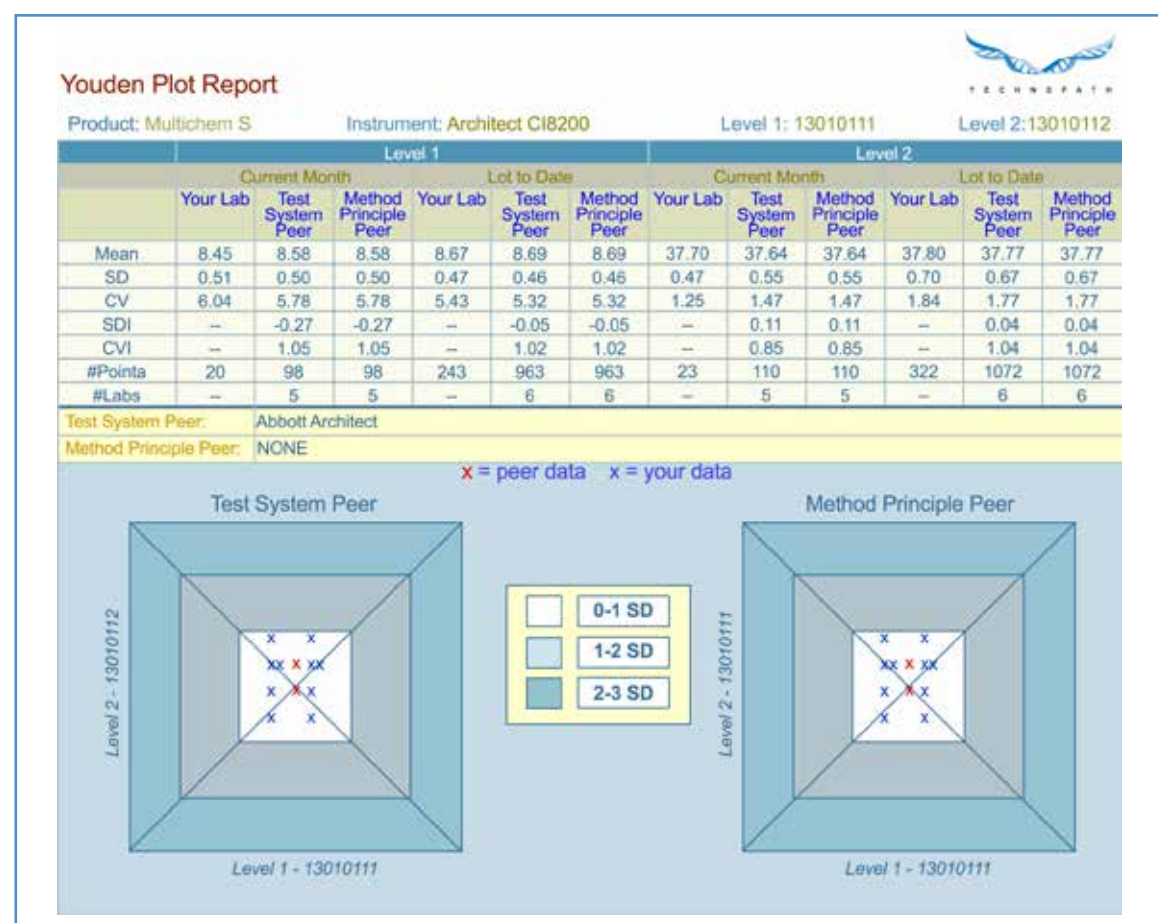 TECHNOPATH
Youden Plot Report
Product: Multichem S Instrument: Architect CI8200 Level 1: 13010111 Level 2:13010112
Level 1 Level 2
Current Month Lot to Date Current Month Lot to Date
Your Lab Test System Peer Method Principle Peer Your Lab Test System Peer Method Principle Peer Your Lab Test System Peer Method Principle Peer Your Lab Test System Peer Method Principle Peer
Mean 8.45 8.58 8.58 8.67 8.69 8.69 37.70 37.64 37.64 37.80 37.77 37.77
SD 0.51 0.50 0.50 0.47 0.46 0.46 0.47 0.55 0.55 0.70 0.67 0.67
CV 6.04 5.78 5.78 5.43 5.32 5.32 1.25 1.47 1.47 1.84 1.77 1.77
SDI -- -0.27 -0.27 -- -0.05 -0.05 -- 0.11 0.11 -- 0.04 0.04
CVI -- 1.05 1.05 -- 1.02 1.02 -- 0.85 0.85 -- 1.04 1.04
#Pointa 20 98 98 243 963 963 23 110 110 322 1072 1072
#Labs -- 5 5 -- 6 6 -- 5 5 -- 6 6
Test System Peer: Abbott Architect
Method Principle Peer: NONE
x = peer data x = your data
Test System Peer
Level 2 - 13010112
Level 1 - 13010111
0-1 SD
1-2 SD
2-3 SD
Method Principle Peer
Level 2 - 13010111
Level 1 - 13010111